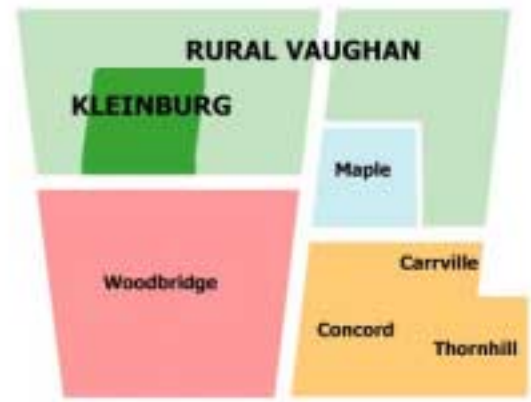 RURAL VAUGHAN
KLEINBURG
Maple
Woodbridge
Carrville
Concord
Thornhill